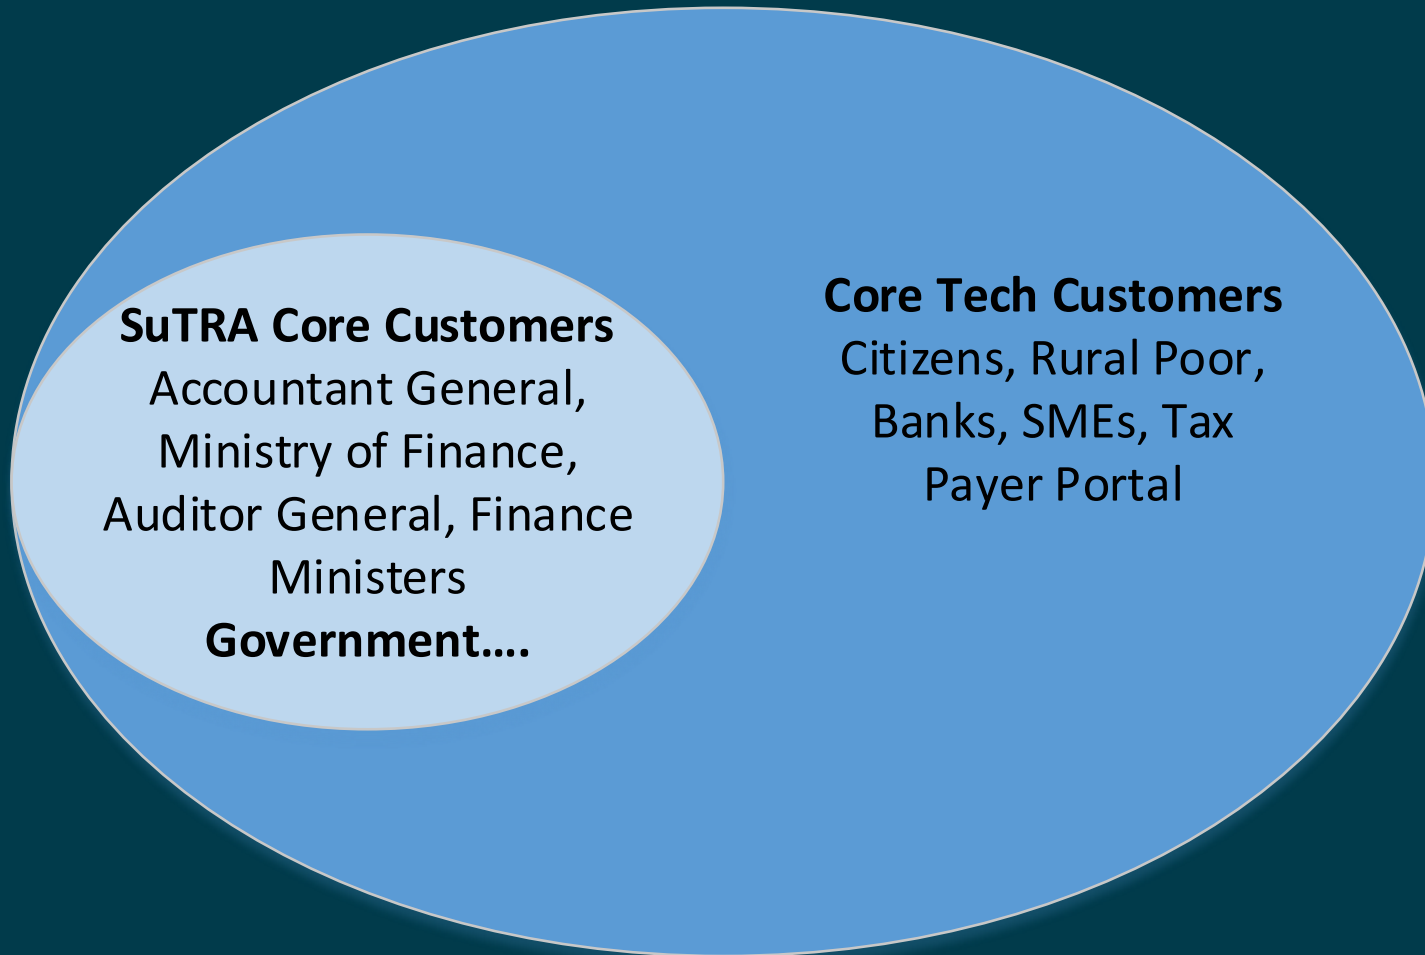 SuTRA Core Customers
Accountant General,
Ministry of Finance,
Auditor General, Finance
Ministers
Government....
Core Tech Customers
Citizens, Rural Poor,
Banks, SMEs, Tax
Payer Portal